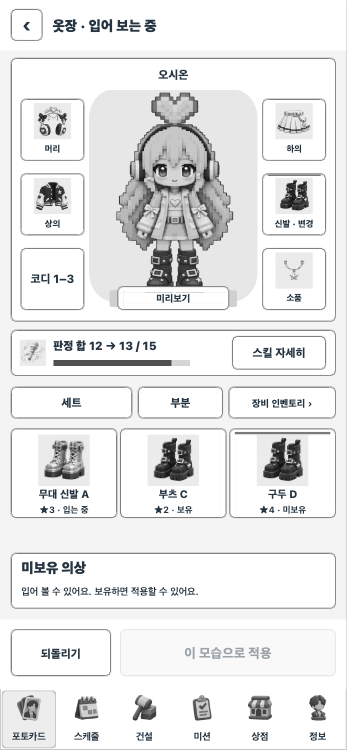 ‹ 옷장 · 입어 보는 중
오시온
머리
하의
상의
신발 · 변경
코디 1–3
소품
미리보기
판정 합 12 → 13 / 15
스킬 자세히
세트
부분
장비 인벤토리 ›
무대 신발 A
부츠 C
구두 D
★3 · 입는 중
★2 · 보유
★4 · 미보유
미보유 의상
입어 볼 수 있어요. 보유하면 적용할 수 있어요.
되돌리기
이 모습으로 적용
포토카드
스케줄
건설
미션
상점
정보